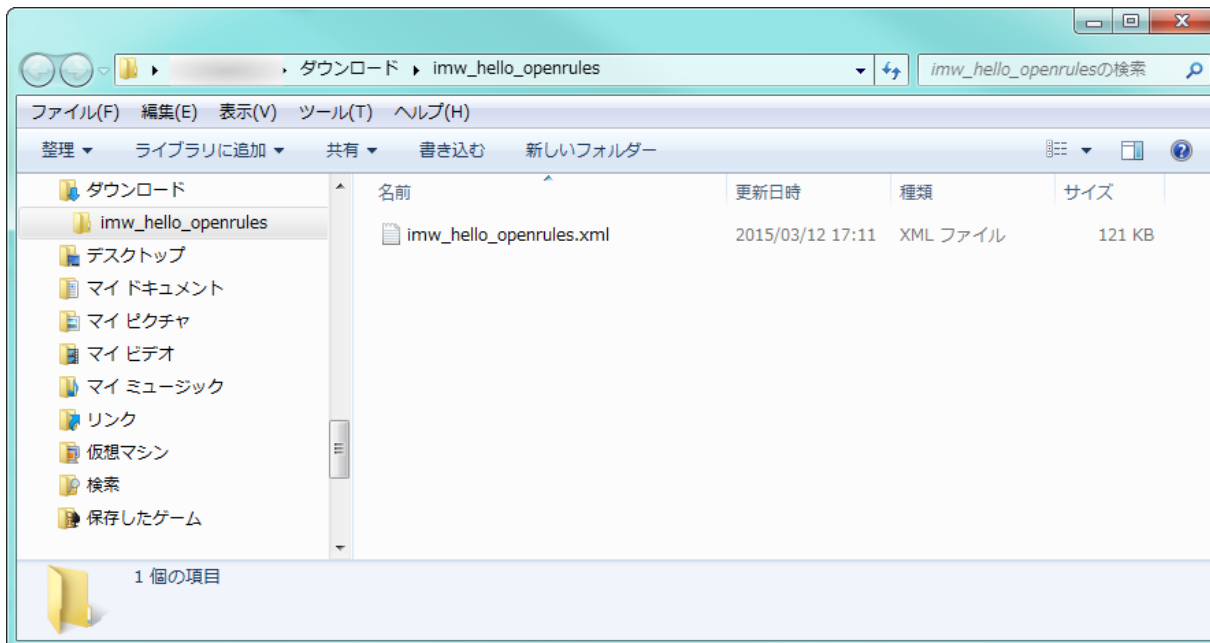 ダウンロード imw_hello_openrules imw_hello_openrulesの検索
ファイル(F) 編集(E) 表示(V) ツール(T) ヘルプ(H)
整理 ライブラリに追加 共有 書き込む 新しいフォルダー
ダウンロード
imw_hello_openrules
デスクトップ
マイ ドキュメント
マイ ピクチャ
マイ ビデオ
マイ ミュージック
リンク
仮想マシン
検索
保存したゲーム
名前 更新日時 種類 サイズ
imw_hello_openrules.xml 2015/03/12 17:11 XML ファイル 121 KB
1 個の項目